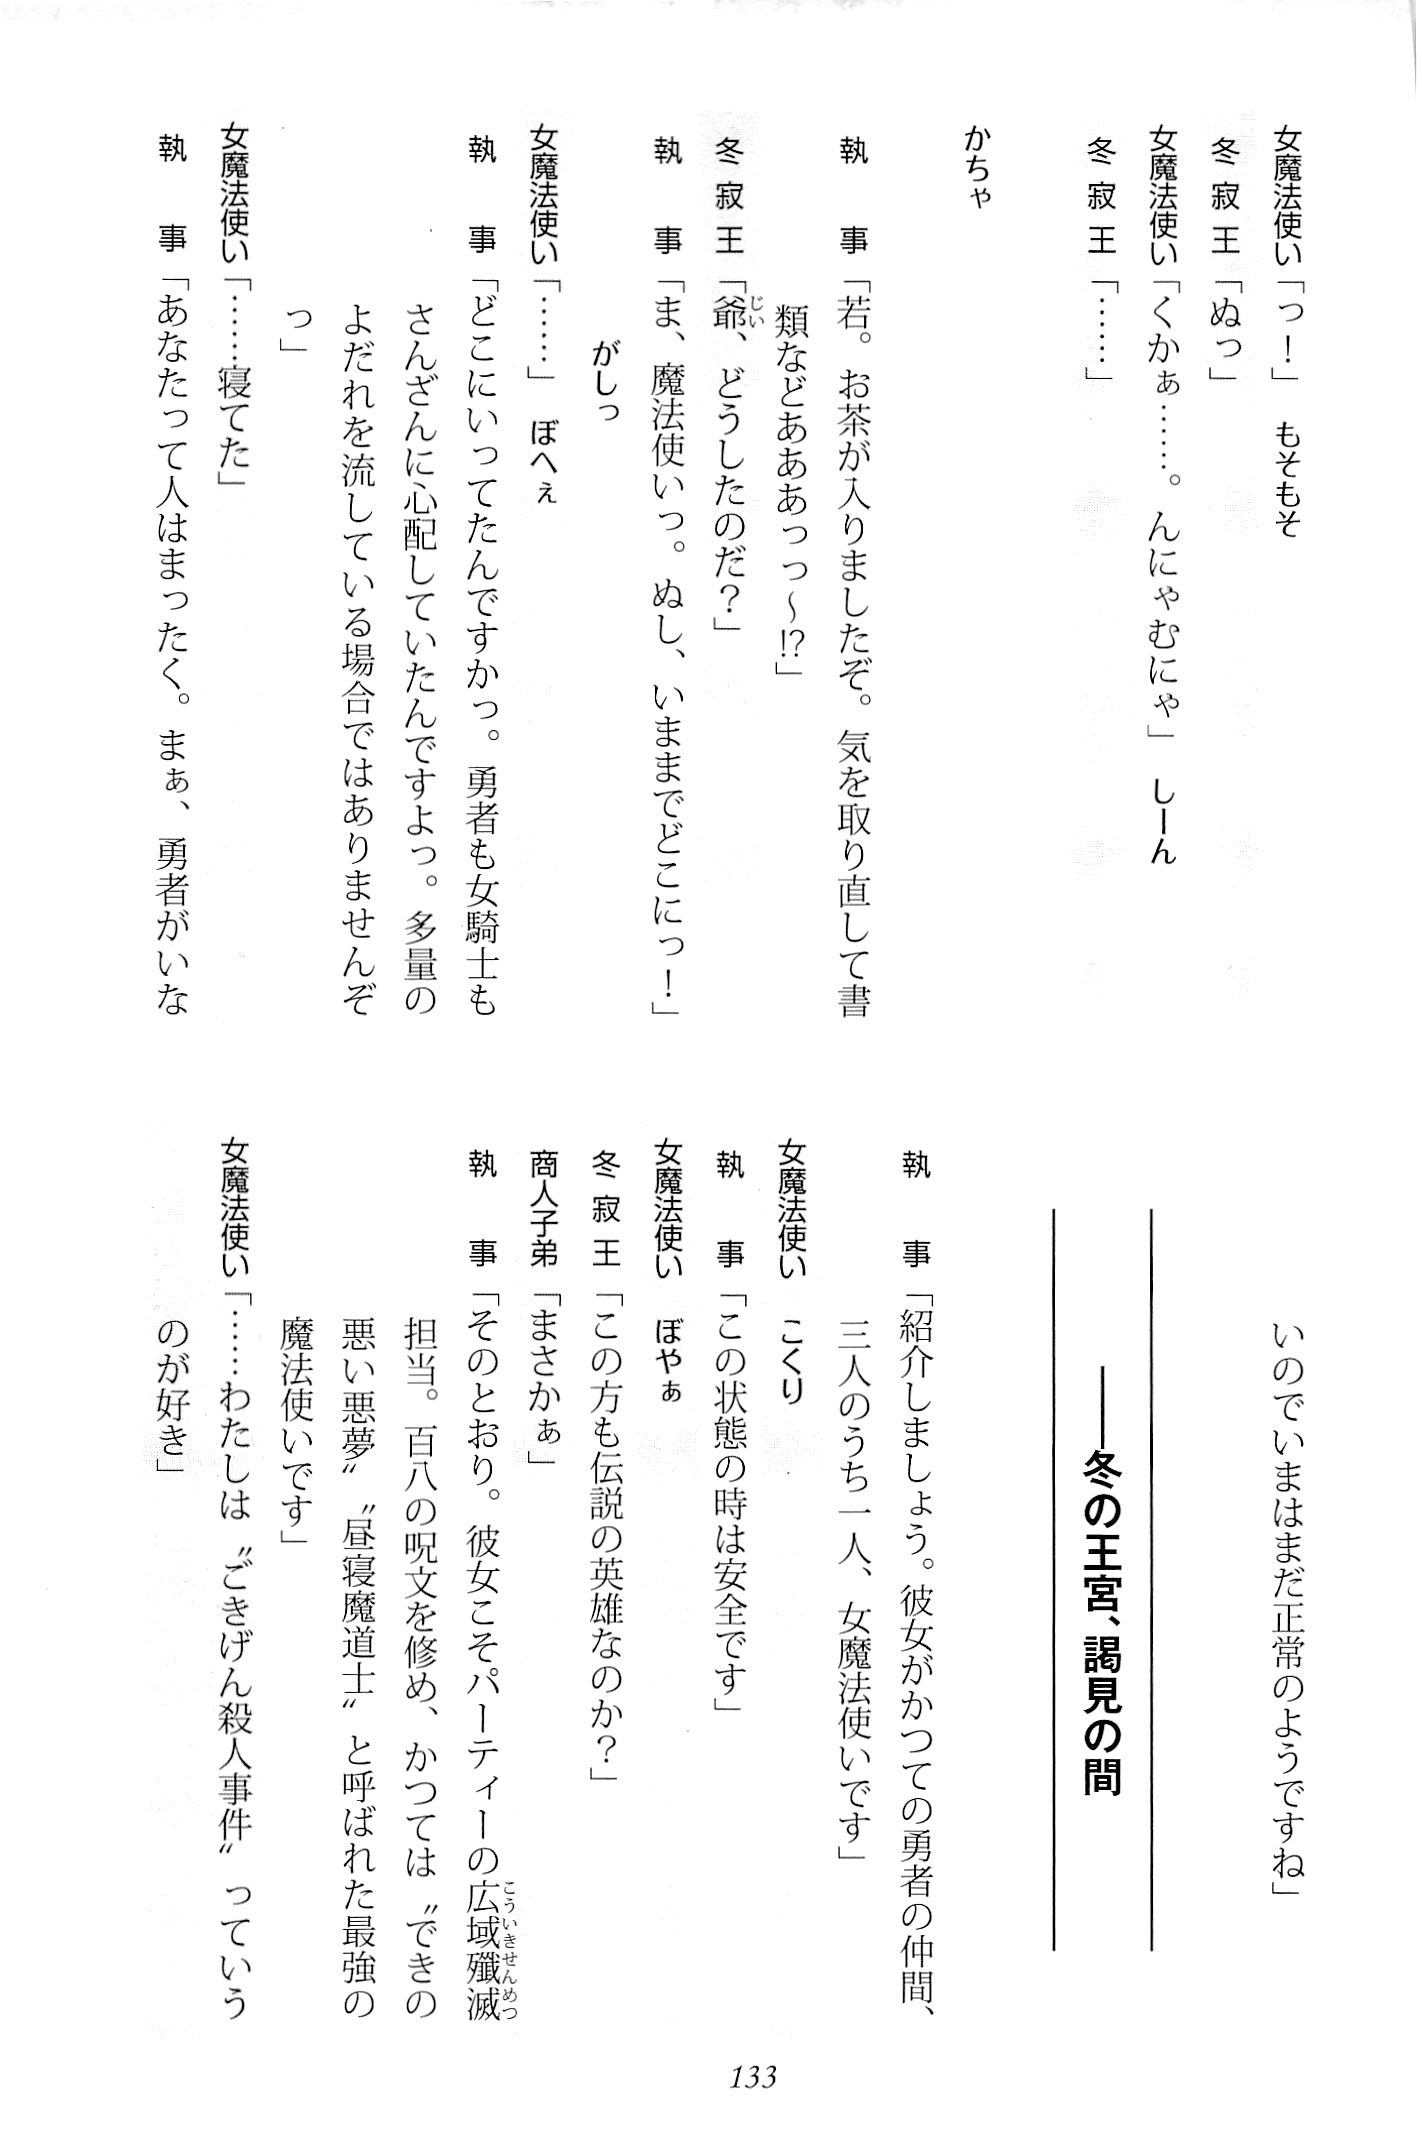 女魔法使い「っ！」　もそもそ
冬寂王「ぬっ」
女魔法使い「くかぁ……。んにゃむにゃ」　しーん
冬寂王「……」
かちゃ
執事「若。お茶が入りましたぞ。気を取り直して書
類などああぁっっ～!?」
冬寂王「爺、どうしたのだ？」
じい
執事「ま、魔法使いっ。ぬし、いままでどこにっ！」
がしっ
女魔法使い「……」　ぼへぇ
執事「どこにいってたんですかっ。勇者も女騎士も
さんざんに心配していたんですよっ。多量の
よだれを流している場合ではありませんぞ
っ」
女魔法使い「……寝てた」
執事「あなたって人はまったく。まぁ、勇者がいな
いのでいまはまだ正常のようですね」
――冬の王宮、謁見の間
執事「紹介しましょう。彼女がかつての勇者の仲間、
三人のうち一人、女魔法使いです」
女魔法使い　こくり
執事「この状態の時は安全です」
女魔法使い　ぼやぁ
冬寂王「この方も伝説の英雄なのか？」
商人子弟「まさかぁ」
執事「そのとおり。彼女こそパーティーの広域殲滅
こういきせんめつ
担当。百八の呪文を修め、かつては〝できの
悪い悪夢〟〝昼寝魔道士〟と呼ばれた最強の
魔法使いです」
女魔法使い「……わたしは〝ごきげん殺人事件〟っていう
のが好き」
133